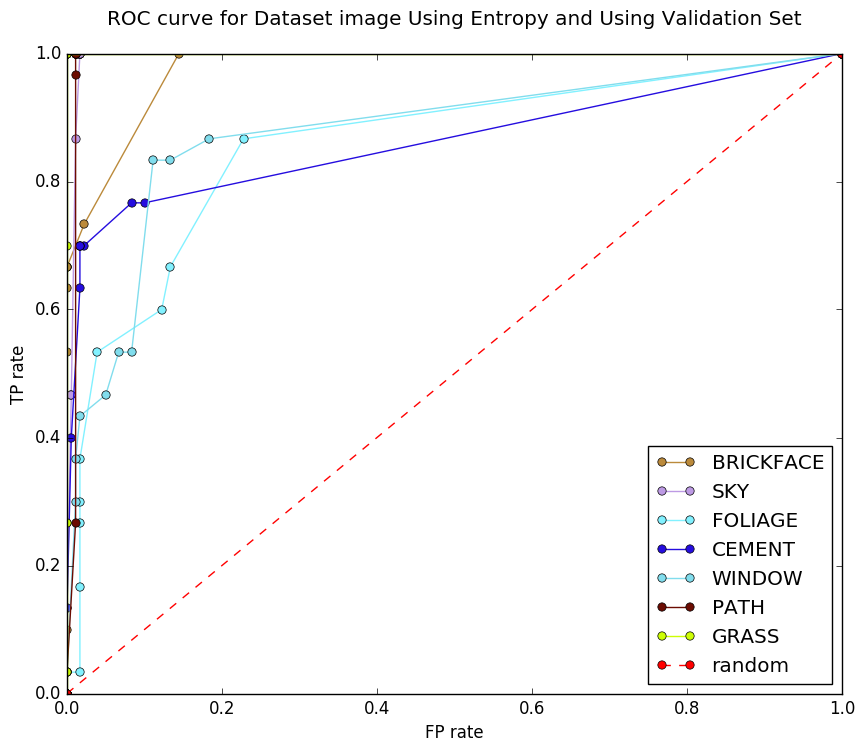 ROC curve for Dataset image Using Entropy and Using Validation Set
1.0
0.8
0.6
0.4
0.2
0.0
TP rate
0.0 0.2 0.4 0.6 0.8 1.0
FP rate
BRICKFACE
SKY
FOLIAGE
CEMENT
WINDOW
PATH
GRASS
random